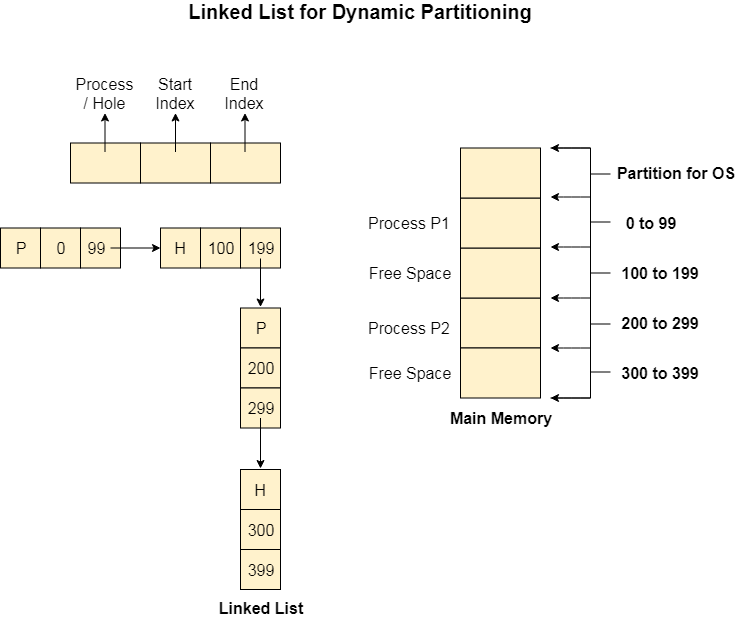 Linked List for Dynamic Partitioning
Process
/ Hole
Start
Index
End
Index
P 0 99
H 100 199
P
200
299
H
300
399
Linked List
Partition for OS
Process P1
0 to 99
Free Space
100 to 199
Process P2
200 to 299
Free Space
300 to 399
Main Memory